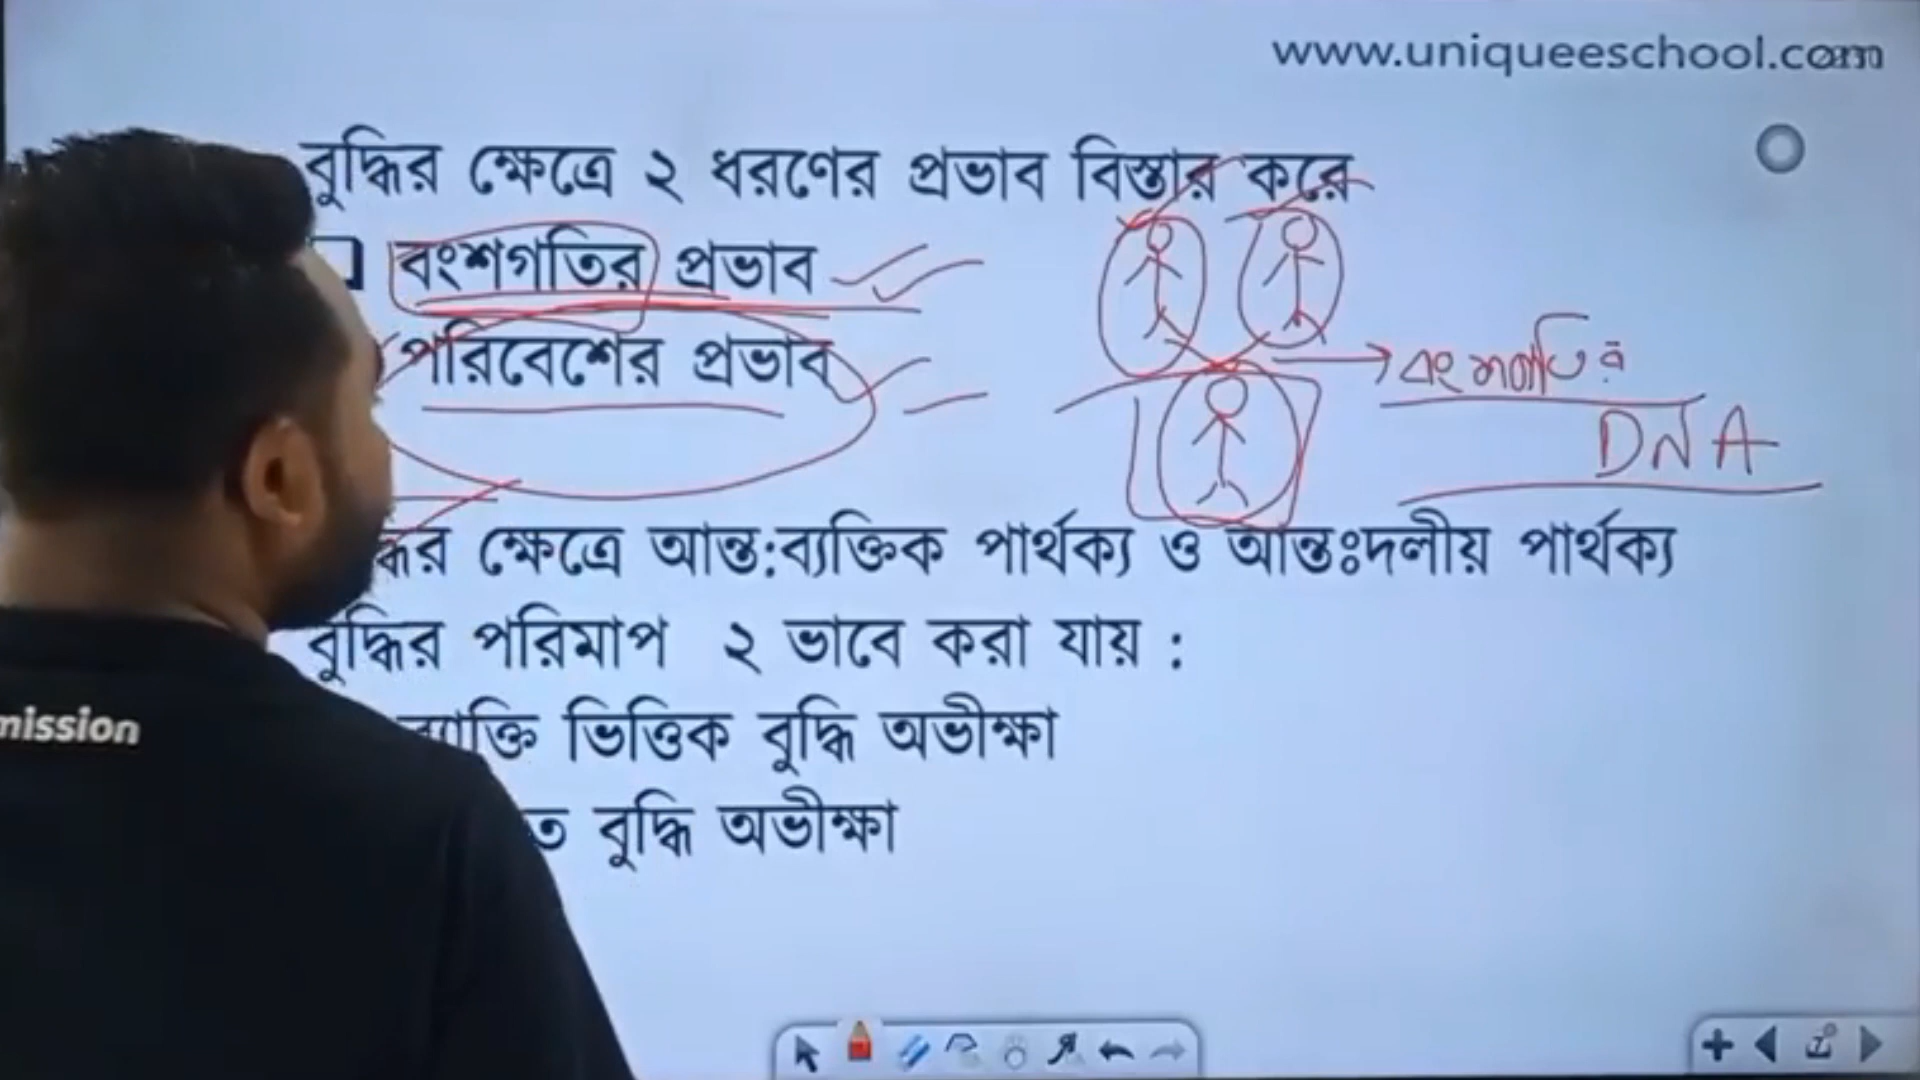 www.uniqueeschool.com
বুদ্ধির ক্ষেত্রে ২ ধরণের প্রভাব বিস্তার করে
বংশগতির প্রভাব
পরিবেশের প্রভাব
বংশগতির
DNA
ক্ষেত্রে আন্ত:ব্যক্তিক পার্থক্য ও আন্তঃদলীয় পার্থক্য
বুদ্ধির পরিমাপ ২ ভাবে করা যায় :
ভিত্তিক বুদ্ধি অভীক্ষা
বুদ্ধি অভীক্ষা
mission